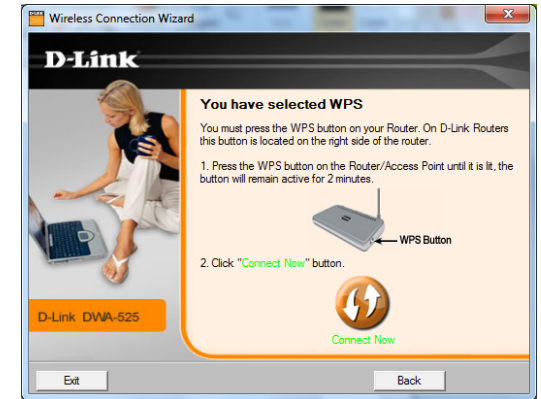 Wireless Connection Wizard
D-Link
You have selected WPS
You must press the WPS button on your Router. On D-Link Routers
this button is located on the right side of the router.
1. Press the WPS button on the Router/Access Point until it is lit, the
button will remain active for 2 minutes.
WPS Button
2. Click "Connect Now" button.
D-Link DWA-525
Connect Now
Exit
Back